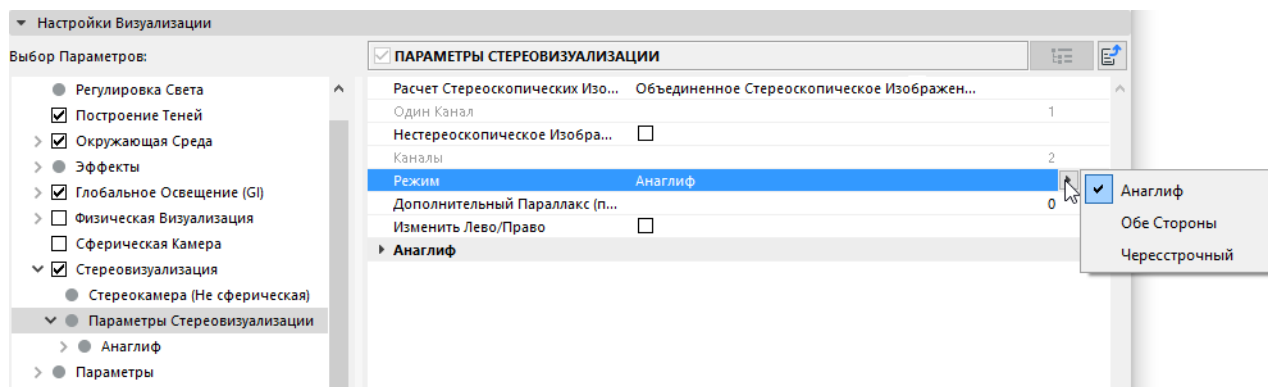 Настройки Визуализации
Выбор Параметров:
Регулировка Света
Построение Теней
Окружающая Среда
Эффекты
Глобальное Освещение (GI)
Физическая Визуализация
Сферическая Камера
Стереовизуализация
Стереокамера (Не сферическая)
Параметры Стереовизуализации
Анаглиф
Параметры
ПАРАМЕТРЫ СТЕРЕОВИЗУАЛИЗАЦИИ
Расчет Стереоскопических Изо... Объединенное Стереоскопическое Изображен...
Один Канал 1
Нестереоскопическое Изобра...
Каналы 2
Режим Анаглиф
Дополнительный Параллакс (п... 0
Изменить Лево/Право
Анаглиф
Анаглиф
Обе Стороны
Чересстрочный